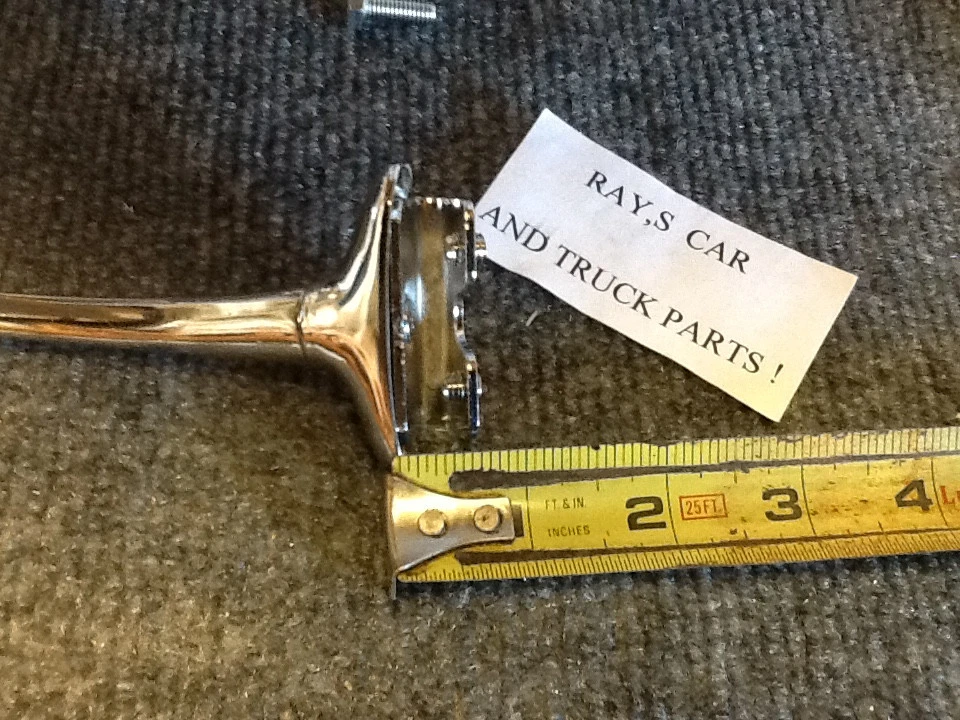 RAY,S CAR
AND TRUCK PARTS !
FT & IN.
INCHES
2
25FT.
3
4